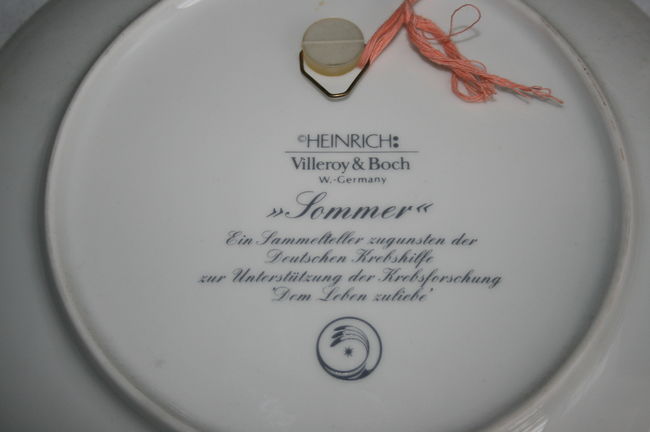 ©HEINRICH:
Villeroy & Boch
W.-Germany
»Sommer«
Ein Sammelteller zugunsten der
Deutschen Krebshilfe
zur Unterstützung der Krebsforschung
'Dem Leben zuliebe'